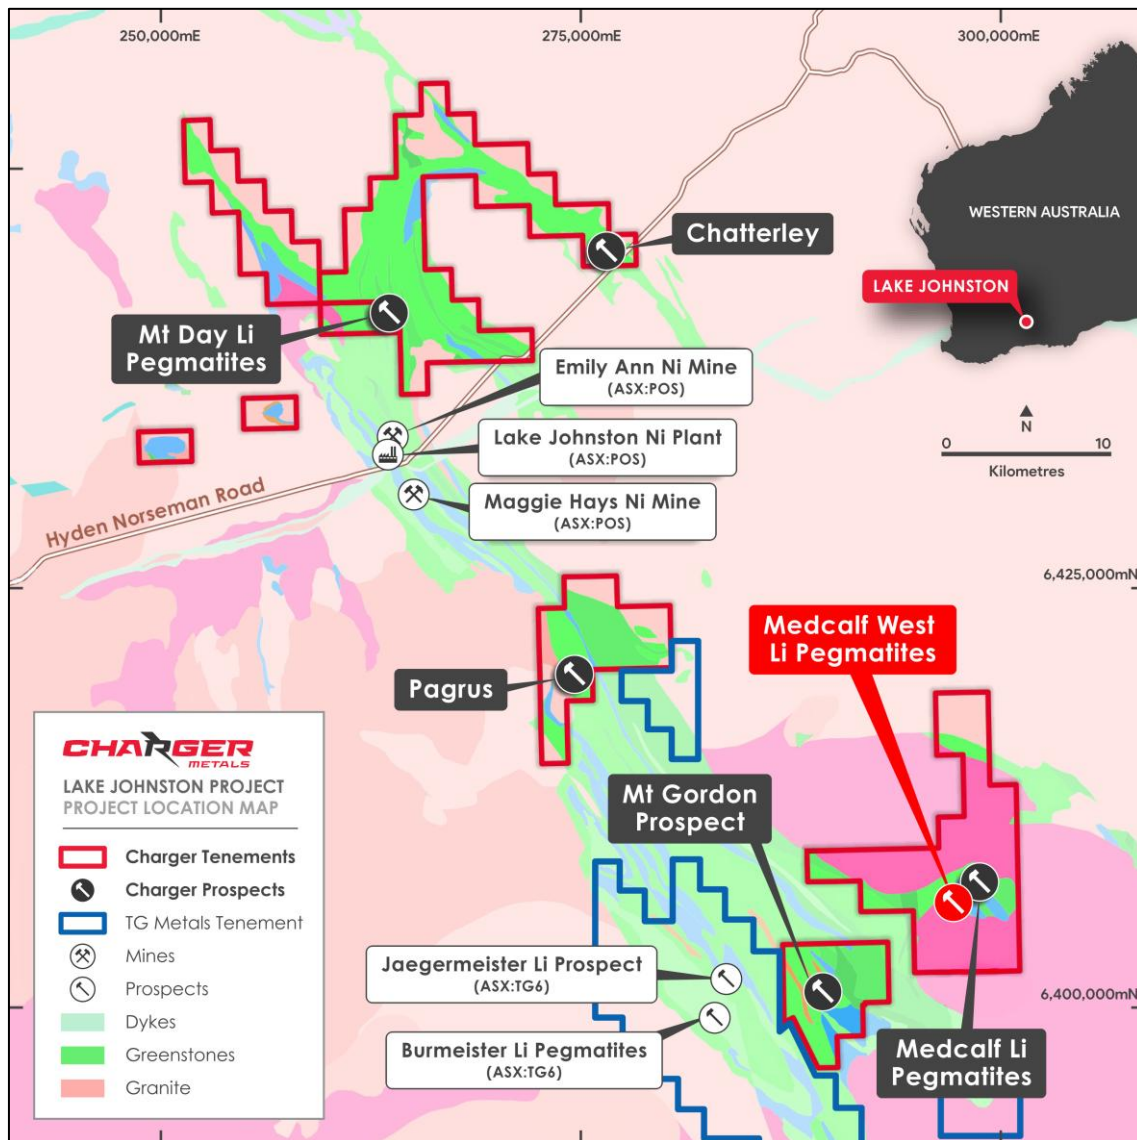 250,000mE
275,000mE
300,000mE
WESTERN AUSTRALIA
Chatterley
LAKE JOHNSTON
Mt Day Li
Pegmatites
Emily Ann Ni Mine
(ASX:POS)
N
0
10
Kilometres
Lake Johnston Ni Plant
(ASX:POS)
Hyden Norseman Road
Maggie Hays Ni Mine
(ASX:POS)
6,425,000mN
Medcalf West
Li Pegmatites
Pagrus
CHARGER
METALS
LAKE JOHNSTON PROJECT
PROJECT LOCATION MAP
Charger Tenements
Charger Prospects
TG Metals Tenement
Mines
Prospects
Dykes
Greenstones
Granite
Mt Gordon
Prospect
Jaegermeister Li Prospect
(ASX:TG6)
6,400,000mN
Burmeister Li Pegmatites
(ASX:TG6)
Medcalf Li
Pegmatites